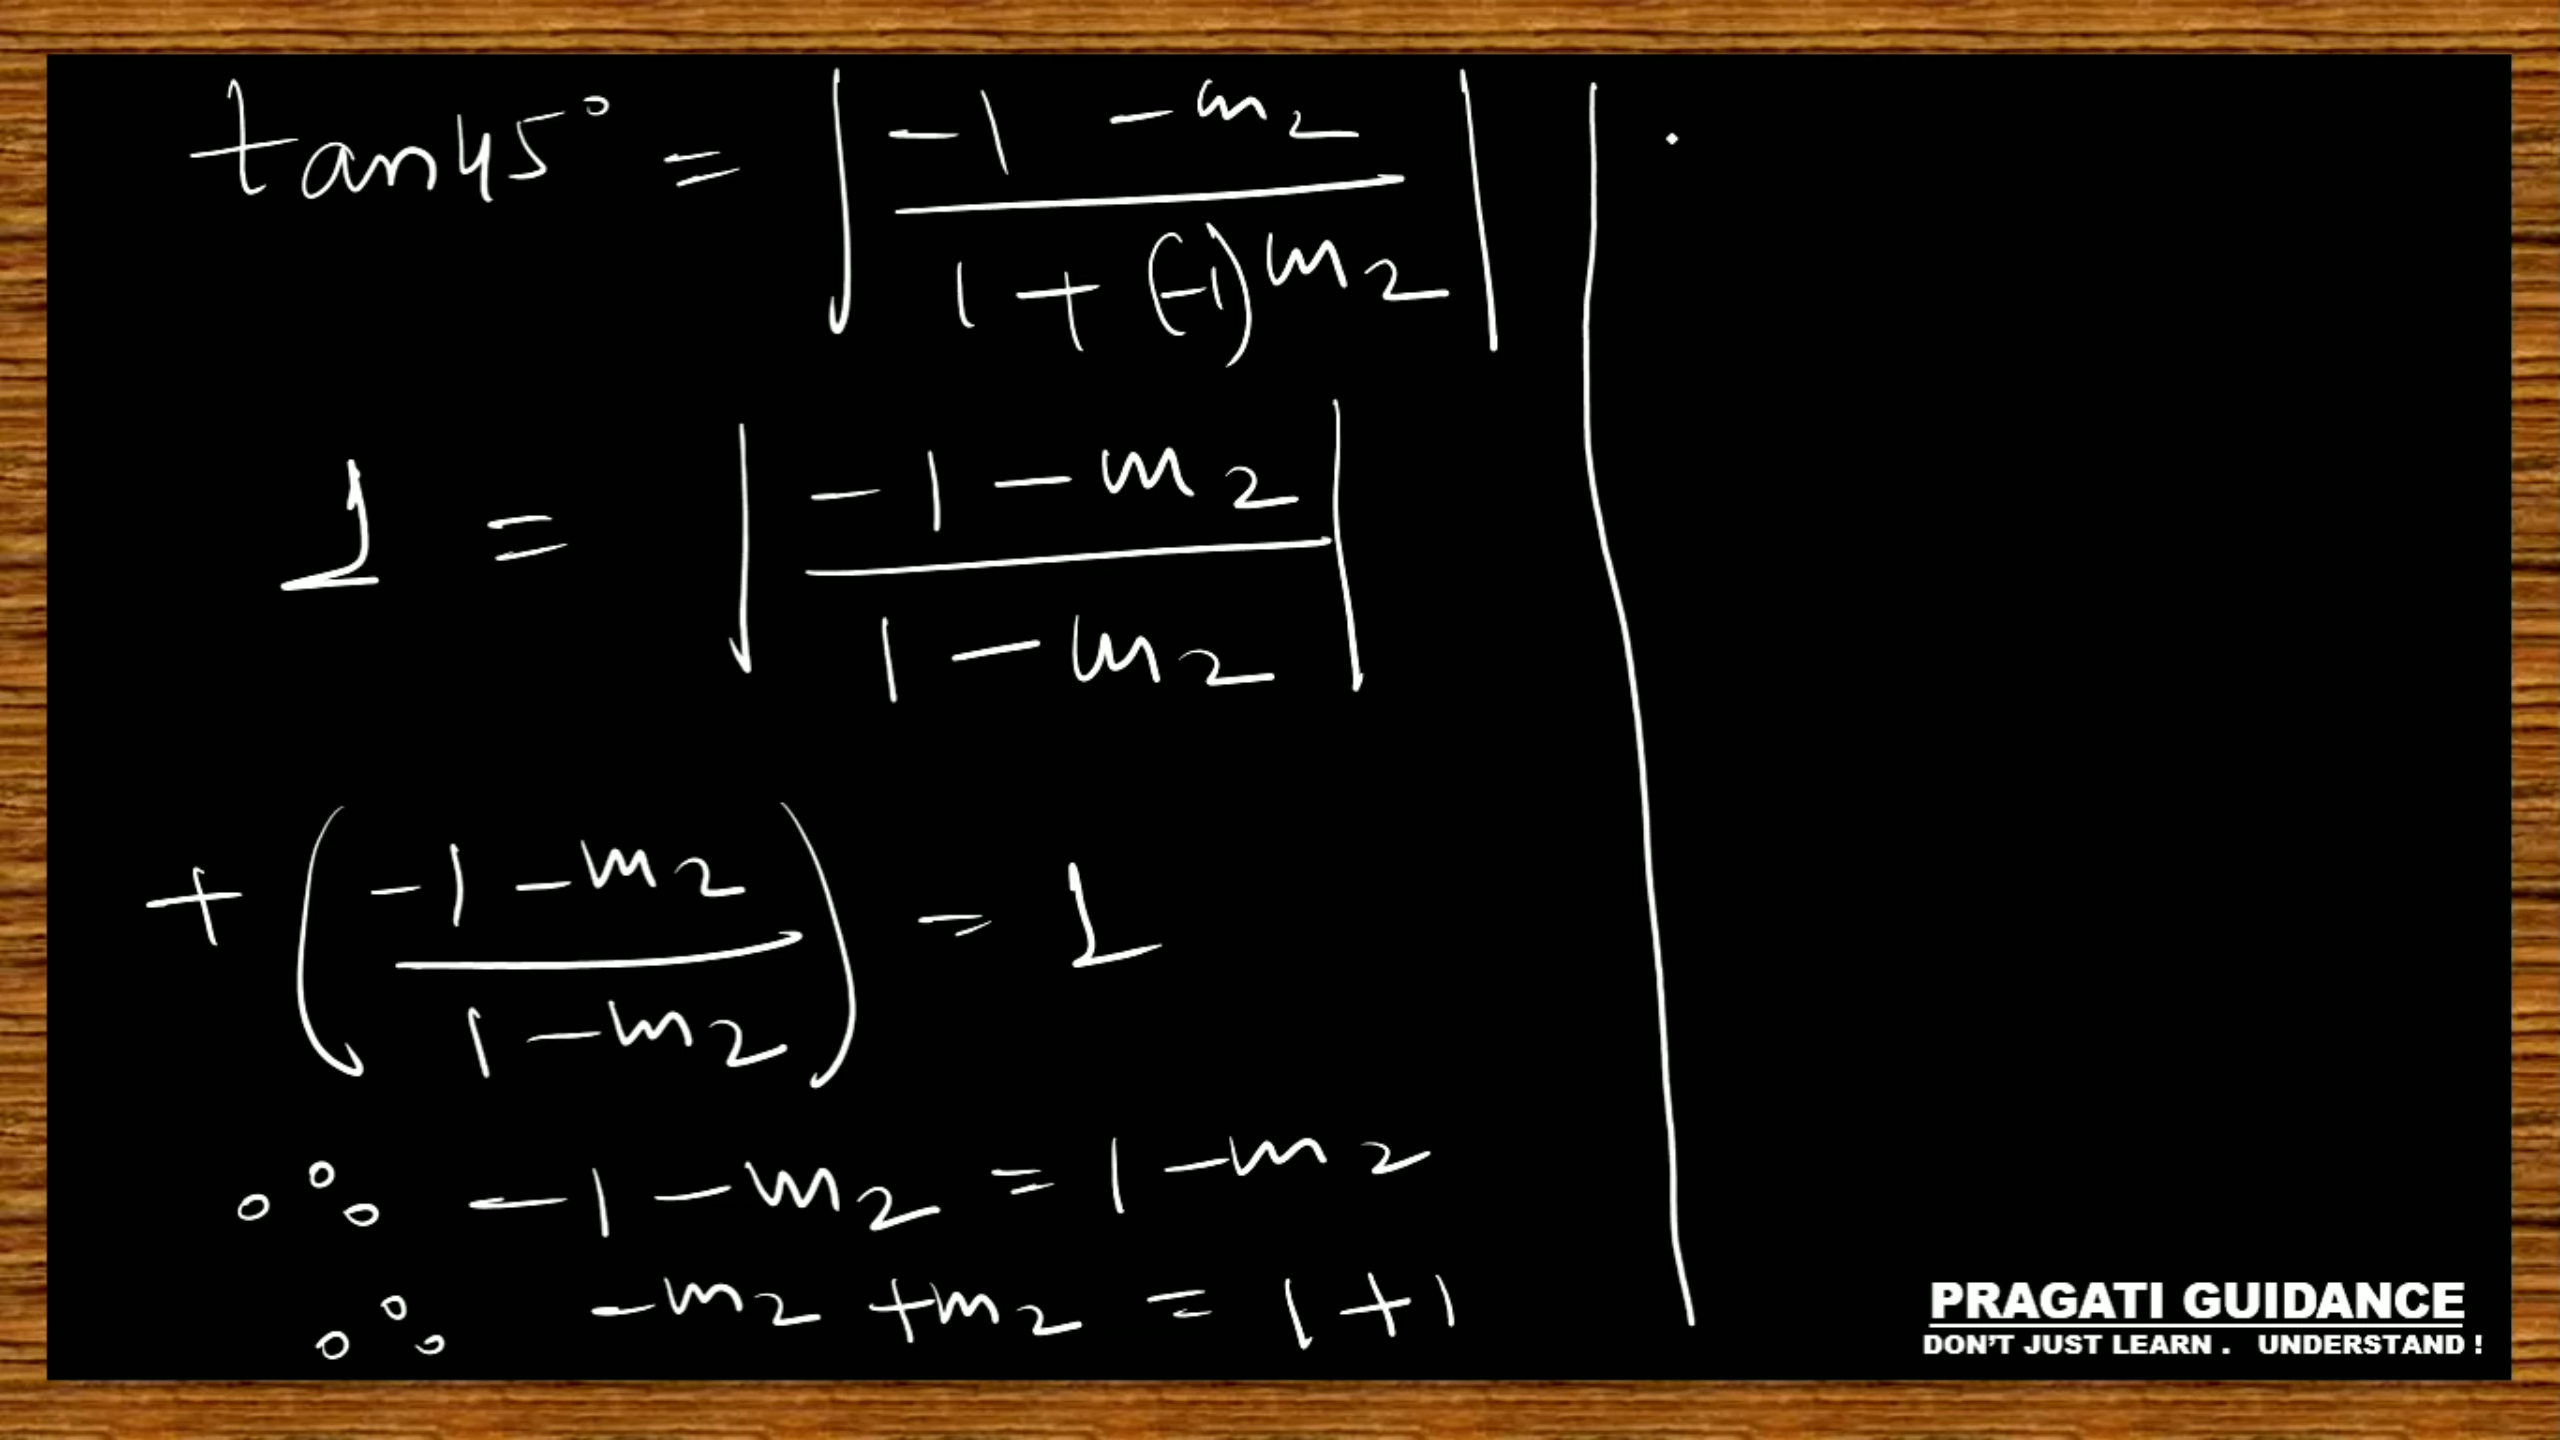 tan45° = | -1 - m₂ / 1 + (-1) m₂ |
1 = | -1 - m₂ / 1 - m₂ |
+ ( -1 - m₂ / 1 - m₂ ) = 1
∴ -1 - m₂ = 1 - m₂
∴ -m₂ + m₂ = 1 + 1
PRAGATI GUIDANCE
DON'T JUST LEARN . UNDERSTAND !